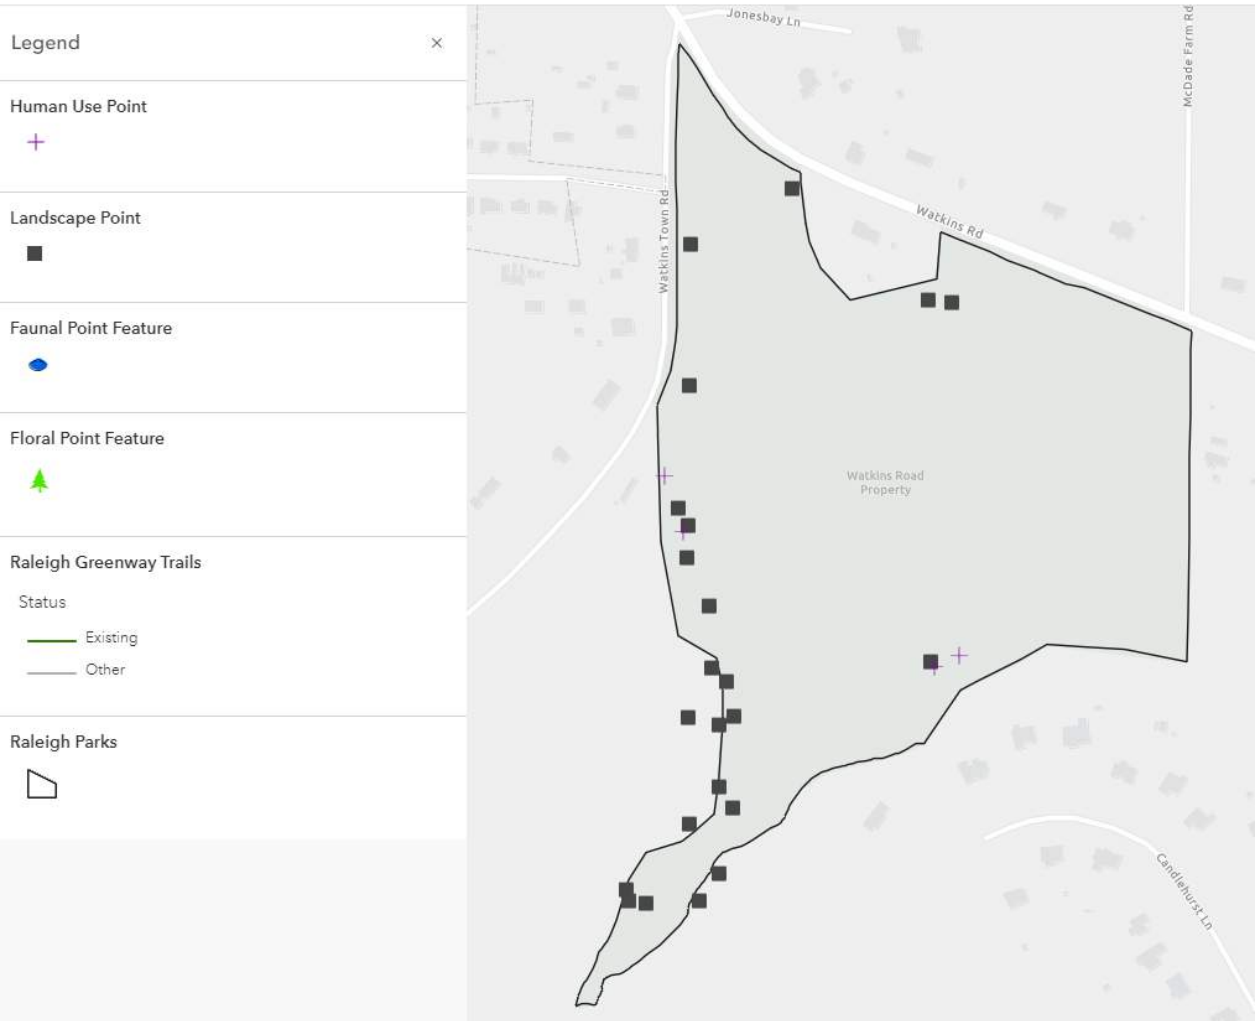 Legend
Human Use Point
Landscape Point
Faunal Point Feature
Floral Point Feature
Raleigh Greenway Trails
Status
Existing
Other
Raleigh Parks
Jonesbay Ln
McDade Farm Rd
Watkins Town Rd
Watkins Rd
Watkins Road
Property
Candlehurst Ln